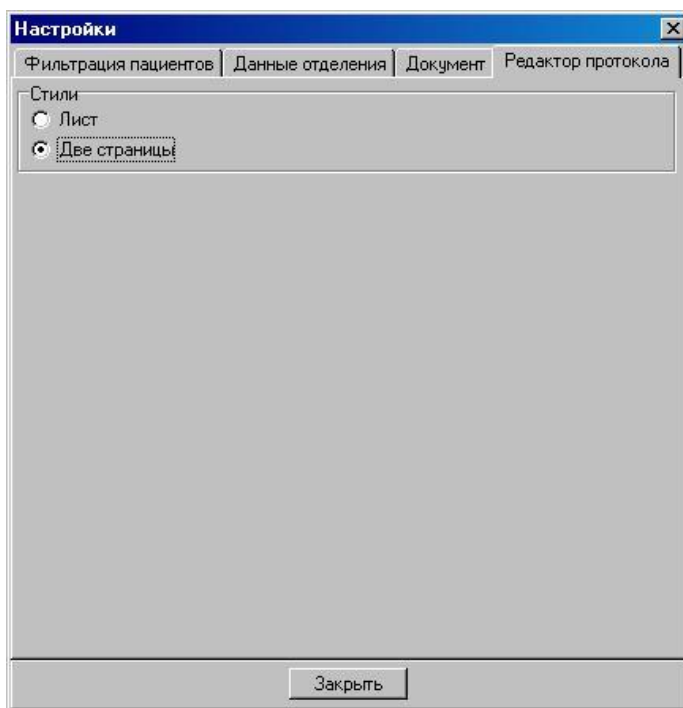 Настройки
Фильтрация пациентов Данные отделения Документ Редактор протокола
Стили
Лист
Две страницы
Закрыть